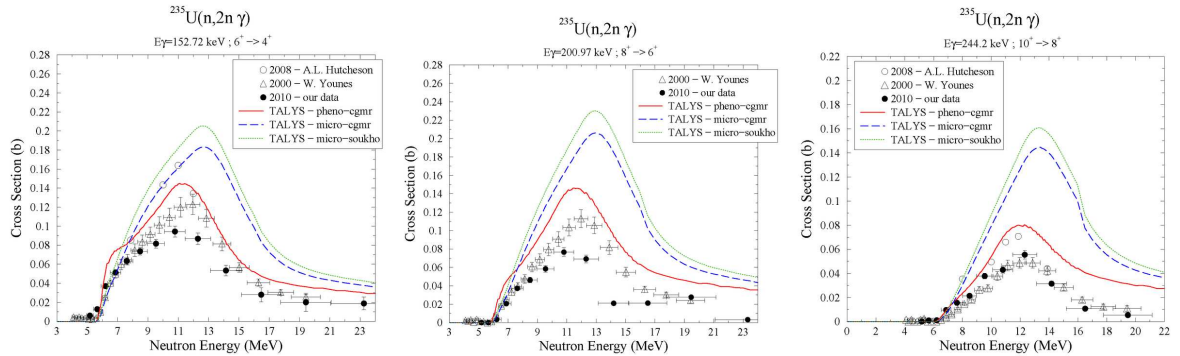 ²³⁵U(n,2n γ)
Eγ=152.72 keV ; 6⁺ −> 4⁺
0.28
0.26
0.24
0.22
0.2
0.18
0.16
0.14
0.12
0.1
0.08
0.06
0.04
0.02
0
Cross Section (b)
2008 − A.L. Hutcheson
2000 − W. Younes
2010 − our data
TALYS − pheno−cgmr
TALYS − micro−cgmr
TALYS − micro−soukho
3 5 7 9 11 13 15 17 19 21 23
Neutron Energy (MeV)
²³⁵U(n,2n γ)
Eγ=200.97 keV ; 8⁺ −> 6⁺
0.28
0.26
0.24
0.22
0.2
0.18
0.16
0.14
0.12
0.1
0.08
0.06
0.04
0.02
0
Cross Section (b)
2000 − W. Younes
2010 − our data
TALYS − pheno−cgmr
TALYS − micro−cgmr
TALYS − micro−soukho
3 5 7 9 11 13 15 17 19 21 23
Neutron Energy (MeV)
²³⁵U(n,2n γ)
Eγ=244.2 keV ; 10⁺ −> 8⁺
0.22
0.2
0.18
0.16
0.14
0.12
0.1
0.08
0.06
0.04
0.02
0
Cross Section (b)
2008 − A.L. Hutcheson
2000 − W. Younes
2010 − our data
TALYS − pheno−cgmr
TALYS − micro−cgmr
TALYS − micro−soukho
0 2 4 6 8 10 12 14 16 18 20 22
Neutron Energy (MeV)